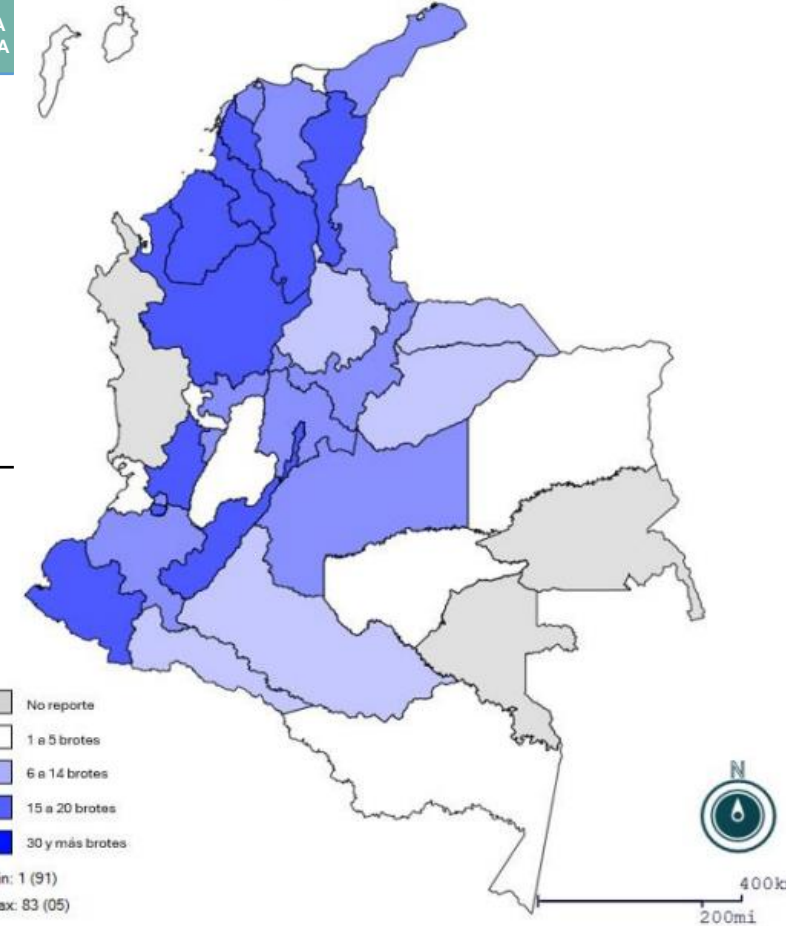 A
A
No reporte
1 a 5 brotes
6 a 14 brotes
15 a 20 brotes
30 y más brotes
in: 1 (91)
ax: 83 (05)
N
400k
200mi